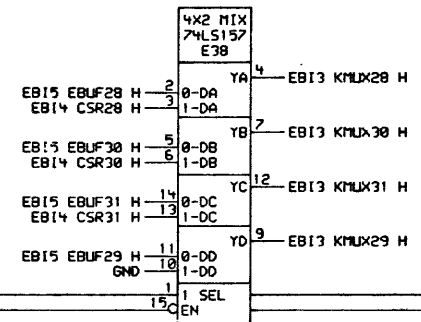 4X2 MIX
74LS157
E38
YA 4 EBI3 KMUX28 H
EBI5 EBUF28 H 2 0-DA
EBI4 CSR28 H 3 1-DA
YB 7 EBI3 KMUX30 H
EBI5 EBUF30 H 5 0-DB
EBI4 CSR30 H 6 1-DB
YC 12 EBI3 KMUX31 H
EBI5 EBUF31 H 14 0-DC
EBI4 CSR31 H 13 1-DC
YD 9 EBI3 KMUX29 H
EBI5 EBUF29 H 11 0-DD
GND 10 1-DD
1 1 SEL
15 EN